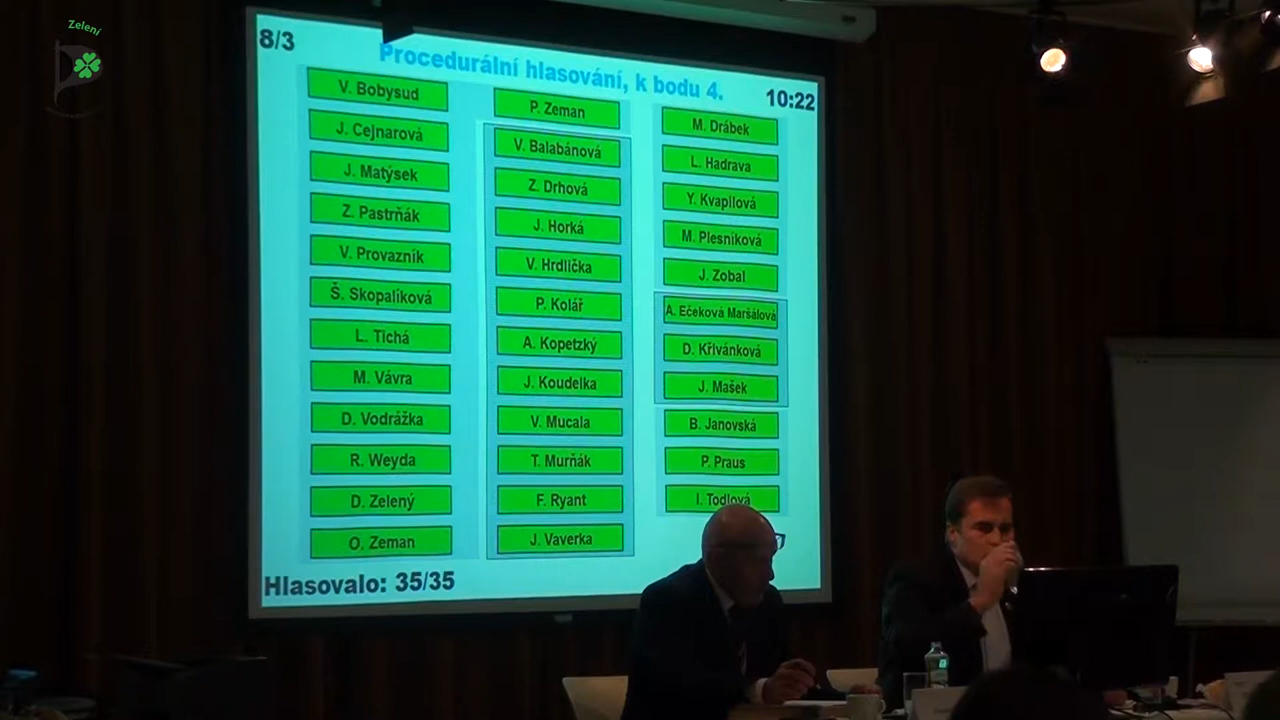 Zelení
8/3
Procedurální hlasování, k bodu 4.
10:22
V. Bobysud
J. Cejnarová
J. Matýsek
Z. Pastrňák
V. Provazník
Š. Skopalíková
L. Tichá
M. Vávra
D. Vodrážka
R. Weyda
D. Zelený
O. Zeman
P. Zeman
V. Balabánová
Z. Drhová
J. Horká
V. Hrdlička
P. Kolář
A. Kopetzký
J. Koudelka
V. Mucala
T. Murňák
F. Ryant
J. Vaverka
M. Drábek
L. Hadrava
Y. Kvapilová
M. Plesníková
J. Zobal
A. Ečeková Maršálová
D. Křivánková
J. Mašek
B. Janovská
P. Praus
I. Todlová
Hlasovalo: 35/35